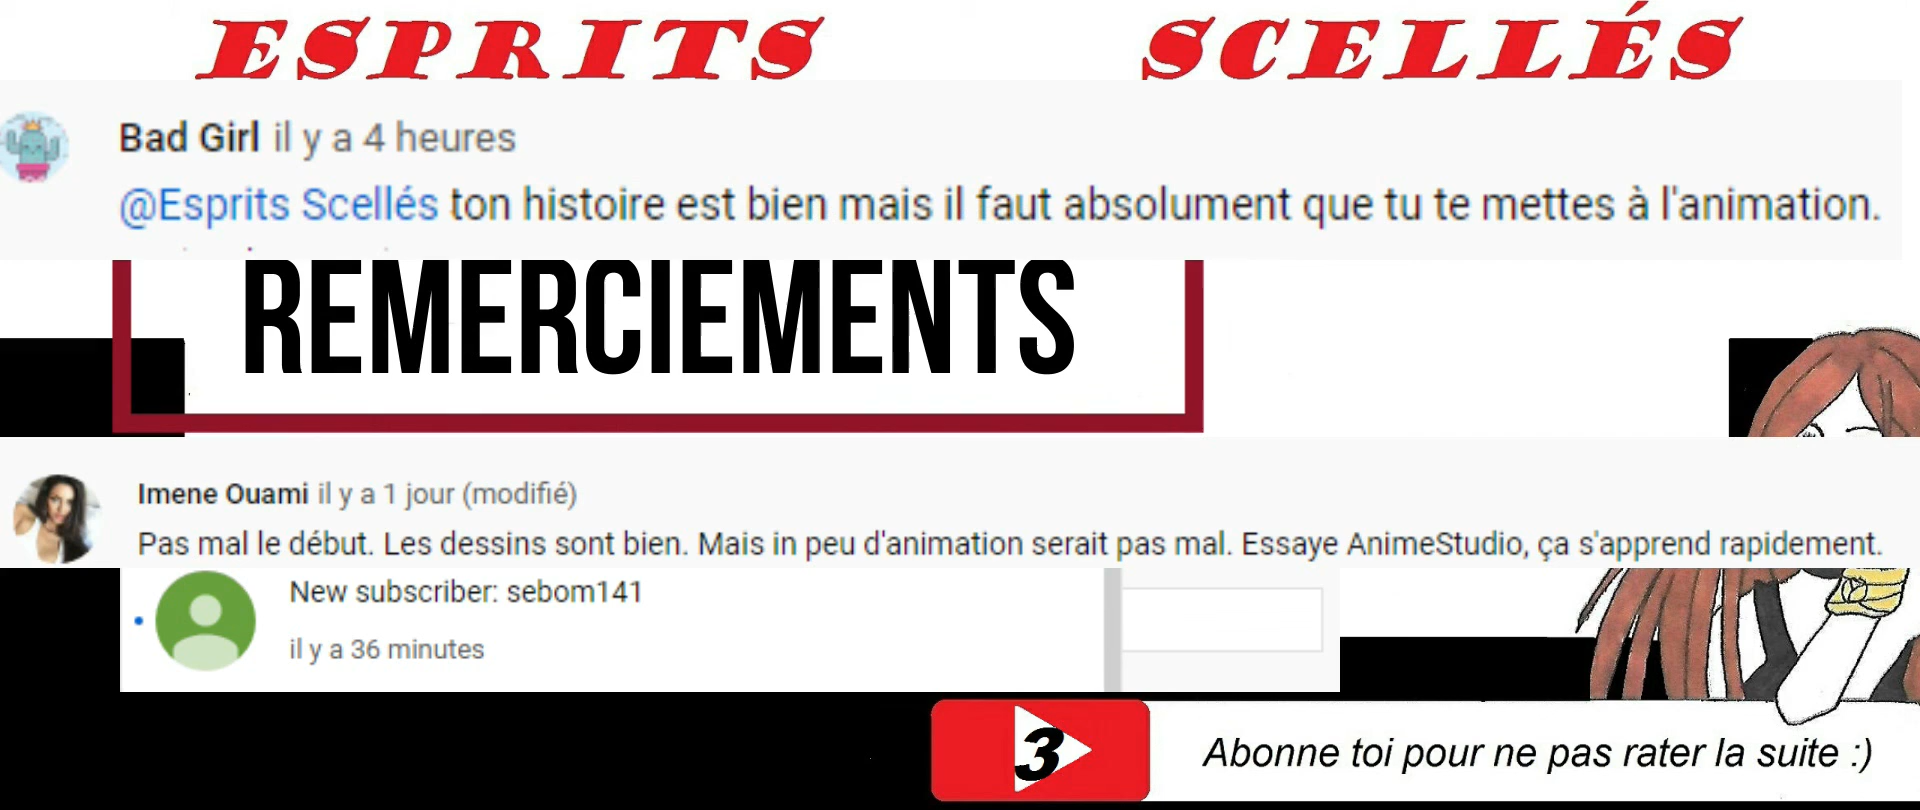 ESPRITS SCELLÉS
Bad Girl il y a 4 heures
@Esprits Scellés ton histoire est bien mais il faut absolument que tu te mettes à l'animation.
REMERCIEMENTS
Imene Ouami il y a 1 jour (modifié)
Pas mal le début. Les dessins sont bien. Mais in peu d'animation serait pas mal. Essaye AnimeStudio, ça s'apprend rapidement.
New subscriber: sebom141
il y a 36 minutes
3
Abonne toi pour ne pas rater la suite :)